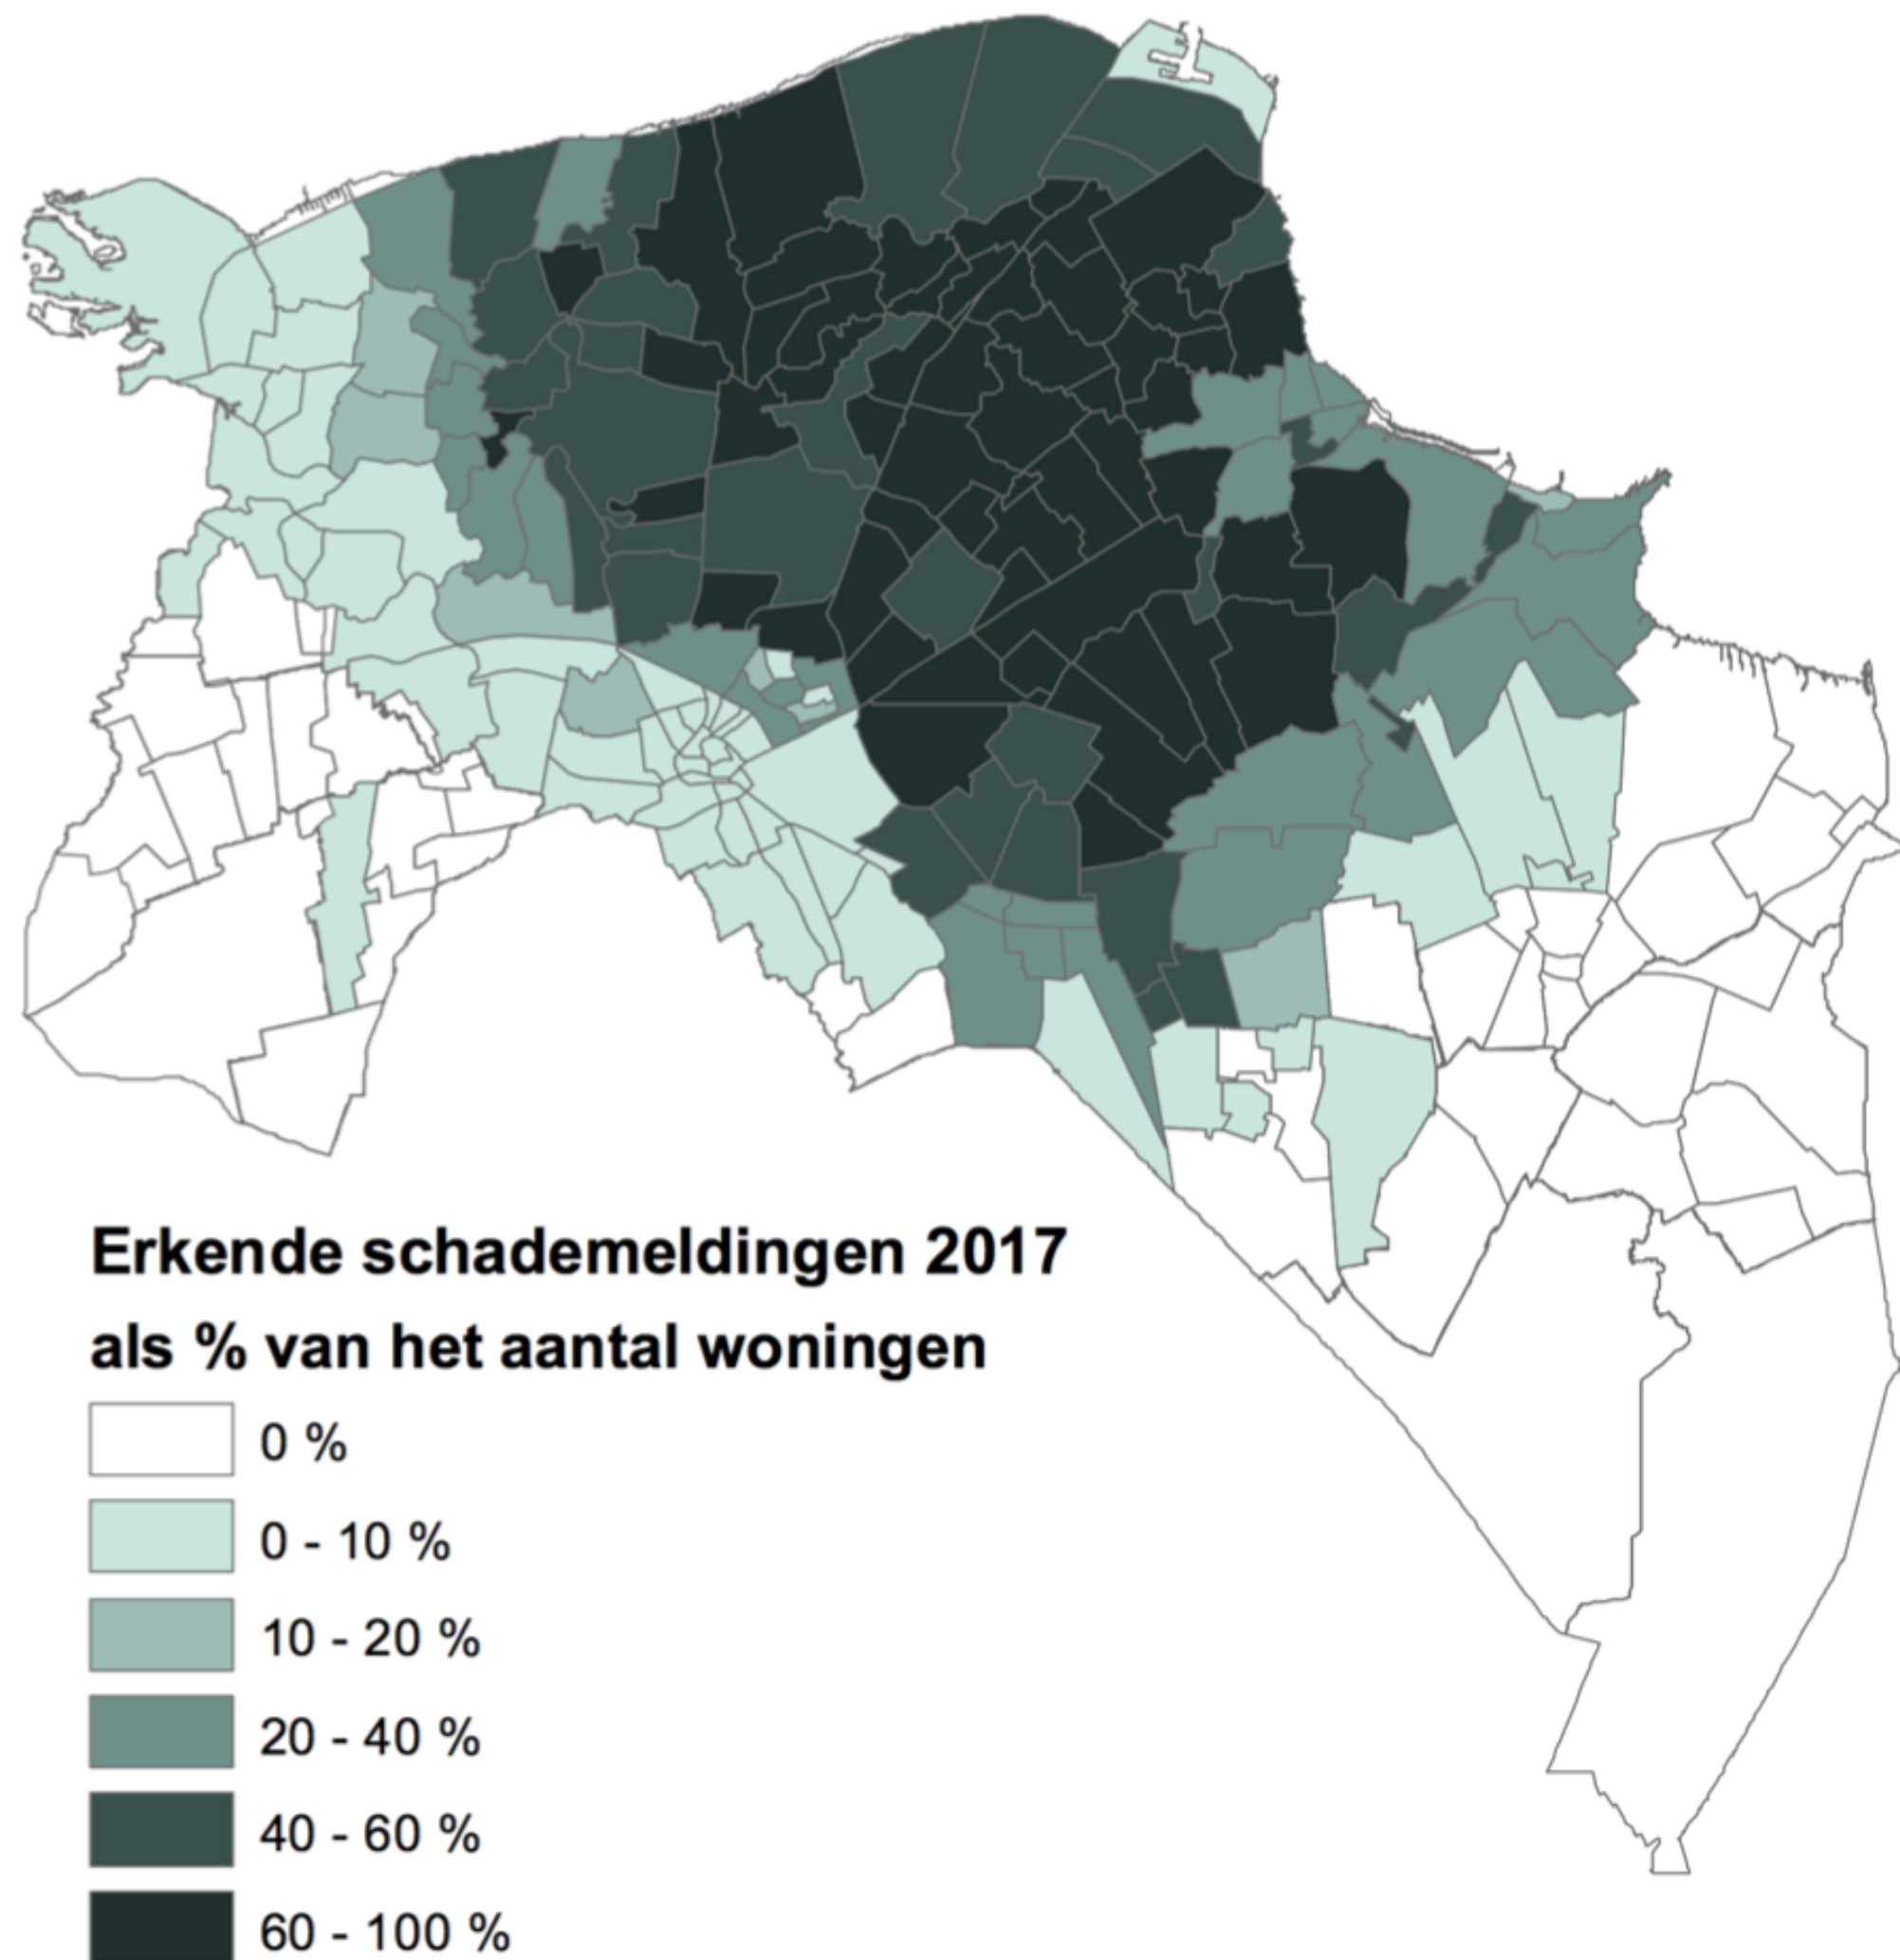 Erkende schademeldingen 2017
als % van het aantal woningen
0 %
0 - 10 %
10 - 20 %
20 - 40 %
40 - 60 %
60 - 100 %